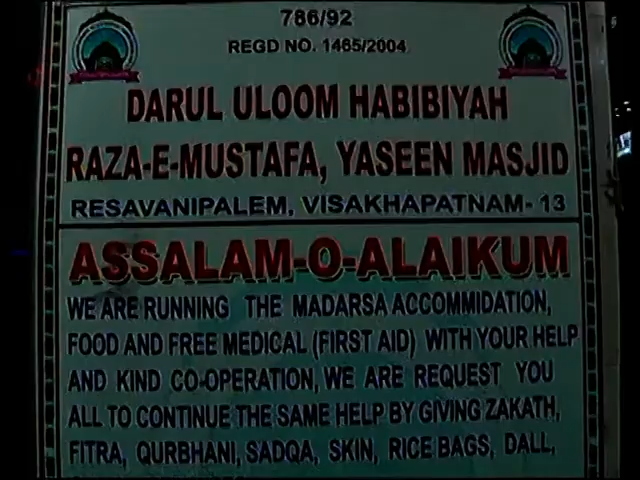 786/92
REGD NO. 1465/2004
DARUL ULOOM HABIBIYAH
RAZA-E-MUSTAFA, YASEEN MASJID
RESAVANIPALEM, VISAKHAPATNAM- 13
ASSALAM-O-ALAIKUM
WE ARE RUNNING THE MADARSA ACCOMMIDATION,
FOOD AND FREE MEDICAL (FIRST AID) WITH YOUR HELP
AND KIND CO-OPERATION, WE ARE REQUEST YOU
ALL TO CONTINUE THE SAME HELP BY GIVING ZAKATH,
FITRA, QURBHANI, SADQA, SKIN, RICE BAGS, DALL,